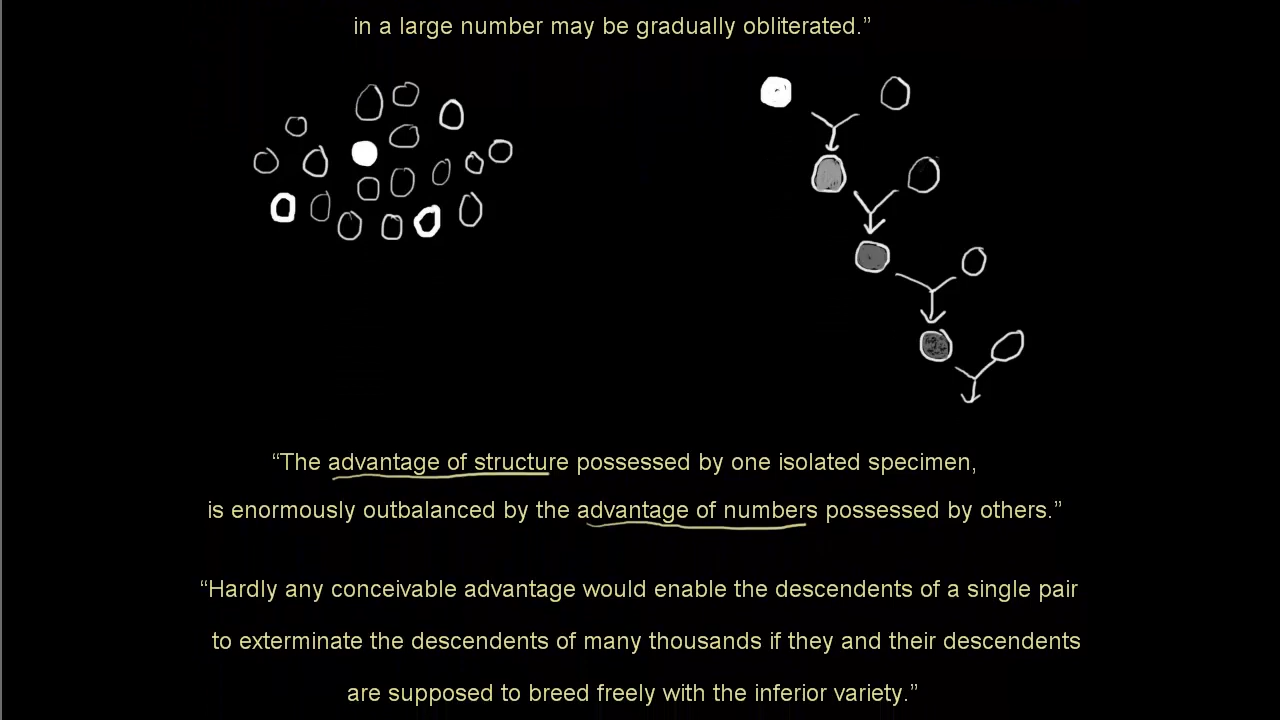 in a large number may be gradually obliterated.”
“The advantage of structure possessed by one isolated specimen,
is enormously outbalanced by the advantage of numbers possessed by others.”
“Hardly any conceivable advantage would enable the descendents of a single pair
to exterminate the descendents of many thousands if they and their descendents
are supposed to breed freely with the inferior variety.”